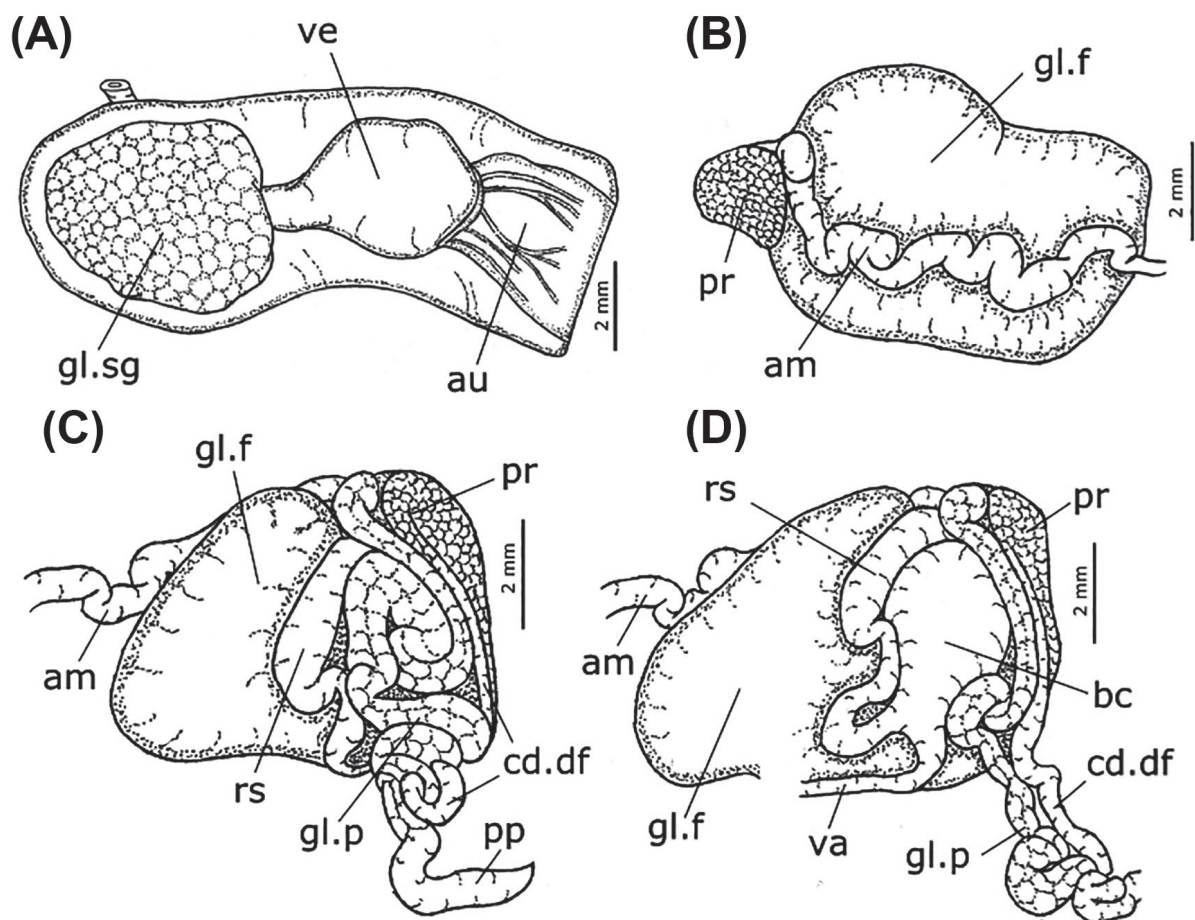 (A)
ve
gl.sg
au
2 mm
(B)
gl.f
pr
am
2 mm
(C)
gl.f
pr
am
rs
gl.p
cd.df
pp
2 mm
(D)
rs
pr
am
bc
gl.f
va
gl.p
cd.df
2 mm